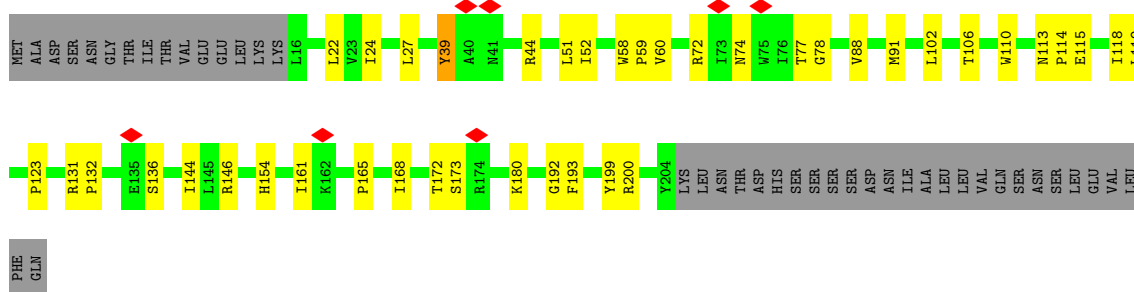 MET ALA ASP SER ASN GLY THR ILE THR VAL GLU GLU LEU LYS LYS L16 L22 V23 I24 L27 Y39 A40 N41 R44 L51 I52 W58 P59 V60 R72 I73 N74 W75 I76 T77 G78 V88 M91 L102 T106 W110 N113 P114 E115 I118
P123 R131 P132 E135 S136 I144 L145 R146 H154 I161 K162 P165 I168 T172 S173 R174 K180 G192 F193 Y199 R200 Y204 LYS LEU ASN THR ASP HIS SER SER SER SER ASP ASN ILE ALA LEU LEU VAL GLN SER ASN SER LEU GLU VAL LEU
PHE GLN